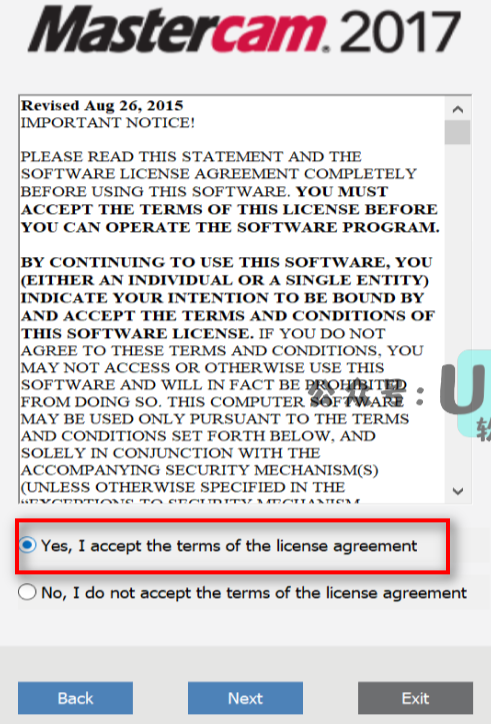 Mastercam. 2017
Revised Aug 26, 2015
IMPORTANT NOTICE!
PLEASE READ THIS STATEMENT AND THE
SOFTWARE LICENSE AGREEMENT COMPLETELY
BEFORE USING THIS SOFTWARE. YOU MUST
ACCEPT THE TERMS OF THIS LICENSE BEFORE
YOU CAN OPERATE THE SOFTWARE PROGRAM.
BY CONTINUING TO USE THIS SOFTWARE, YOU
(EITHER AN INDIVIDUAL OR A SINGLE ENTITY)
INDICATE YOUR INTENTION TO BE BOUND BY
AND ACCEPT THE TERMS AND CONDITIONS OF
THIS SOFTWARE LICENSE. IF YOU DO NOT
AGREE TO THESE TERMS AND CONDITIONS, YOU
MAY NOT ACCESS OR OTHERWISE USE THIS
SOFTWARE AND WILL IN FACT BE PROHIBITED
FROM DOING SO. THIS COMPUTER SOFTWARE
公众号：U
软
MAY BE USED ONLY PURSUANT TO THE TERMS
AND CONDITIONS SET FORTH BELOW, AND
SOLELY IN CONJUNCTION WITH THE
ACCOMPANYING SECURITY MECHANISM(S)
(UNLESS OTHERWISE SPECIFIED IN THE
"EXCEPTIONS TO SECURITY MECHANISM
Yes, I accept the terms of the license agreement
No, I do not accept the terms of the license agreement
Back
Next
Exit